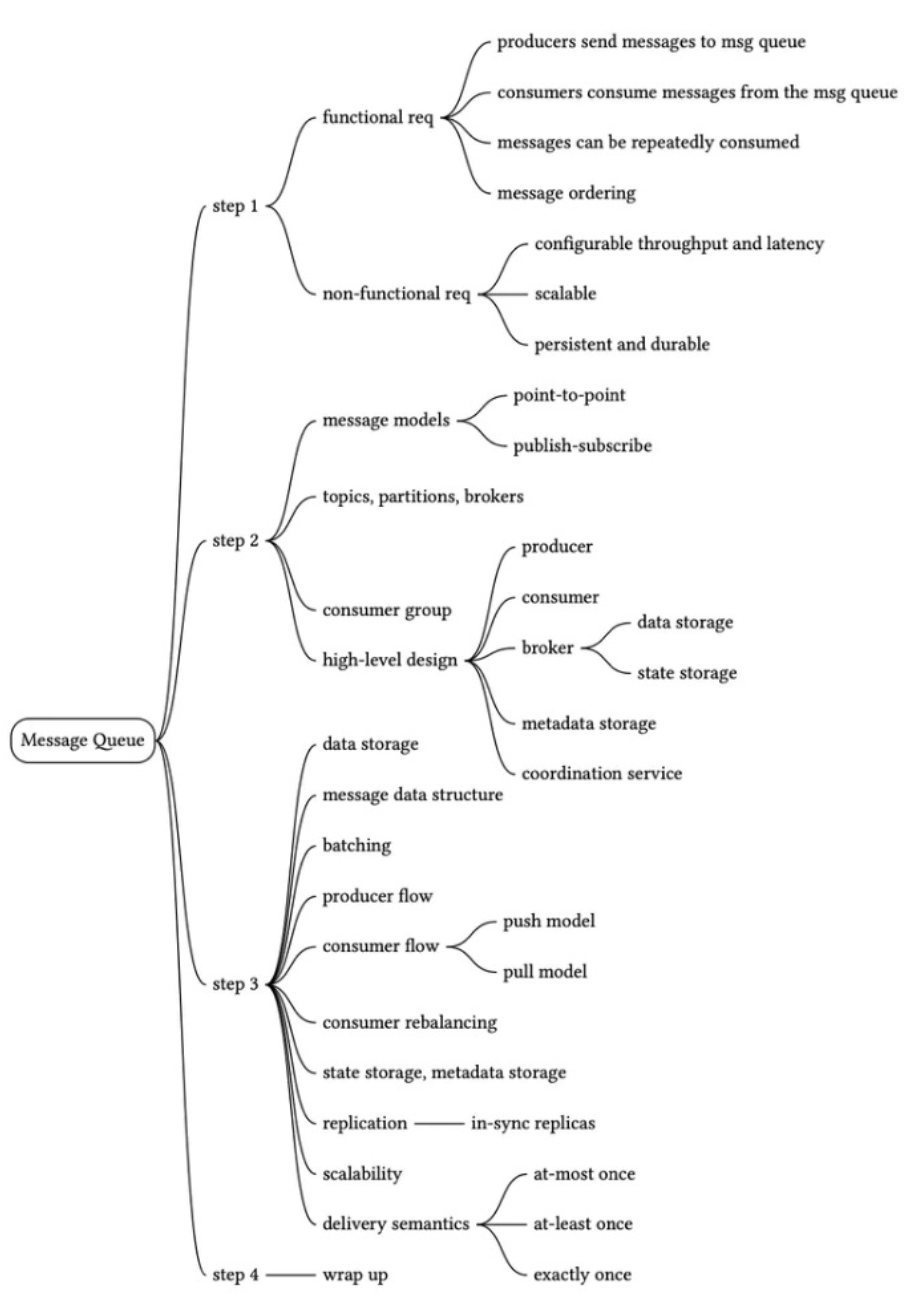 Message Queue
step 1
functional req
producers send messages to msg queue
consumers consume messages from the msg queue
messages can be repeatedly consumed
message ordering
non-functional req
configurable throughput and latency
scalable
persistent and durable
step 2
message models
point-to-point
publish-subscribe
topics, partitions, brokers
consumer group
high-level design
producer
consumer
broker
data storage
state storage
metadata storage
coordination service
step 3
data storage
message data structure
batching
producer flow
consumer flow
push model
pull model
consumer rebalancing
state storage, metadata storage
replication
in-sync replicas
scalability
delivery semantics
at-most once
at-least once
exactly once
step 4
wrap up